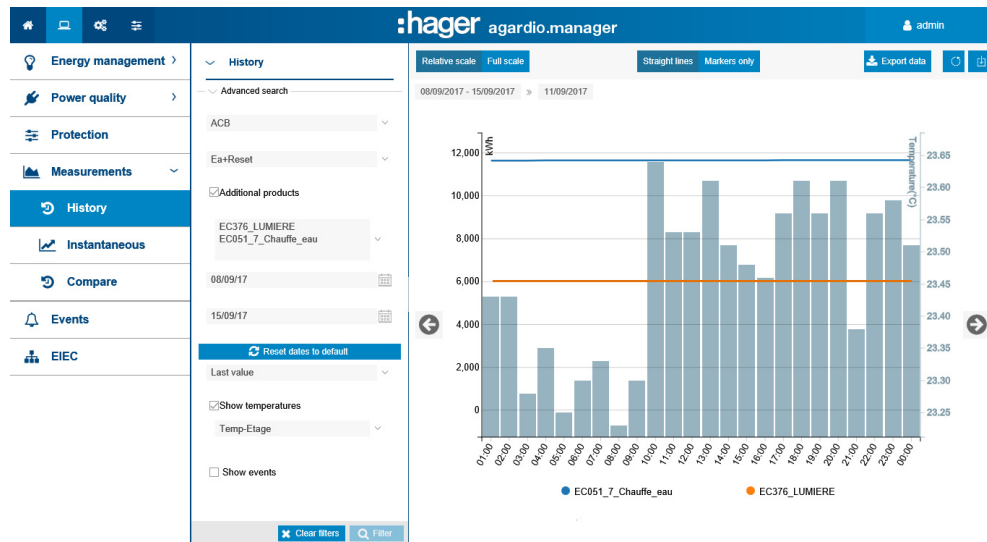 :hager agardio.manager
admin
Energy management
Power quality
Protection
Measurements
History
Instantaneous
Compare
Events
EIEC
History
Advanced search
ACB
Ea+Reset
Additional products
EC376_LUMIERE
EC051_7_Chauffe_eau
08/09/17
15/09/17
Reset dates to default
Last value
Show temperatures
Temp-Etage
Show events
Clear filters
Filter
Relative scale Full scale
Straight lines Markers only
Export data
08/09/2017 - 15/09/2017 » 11/09/2017
kWh
12,000
10,000
8,000
6,000
4,000
2,000
0
Temperature(°C)
23.65
23.60
23.55
23.50
23.45
23.40
23.35
23.30
23.25
01:00 02:00 03:00 04:00 05:00 06:00 07:00 08:00 09:00 10:00 11:00 12:00 13:00 14:00 15:00 16:00 17:00 18:00 19:00 20:00 21:00 22:00 23:00 00:00
EC051_7_Chauffe_eau EC376_LUMIERE